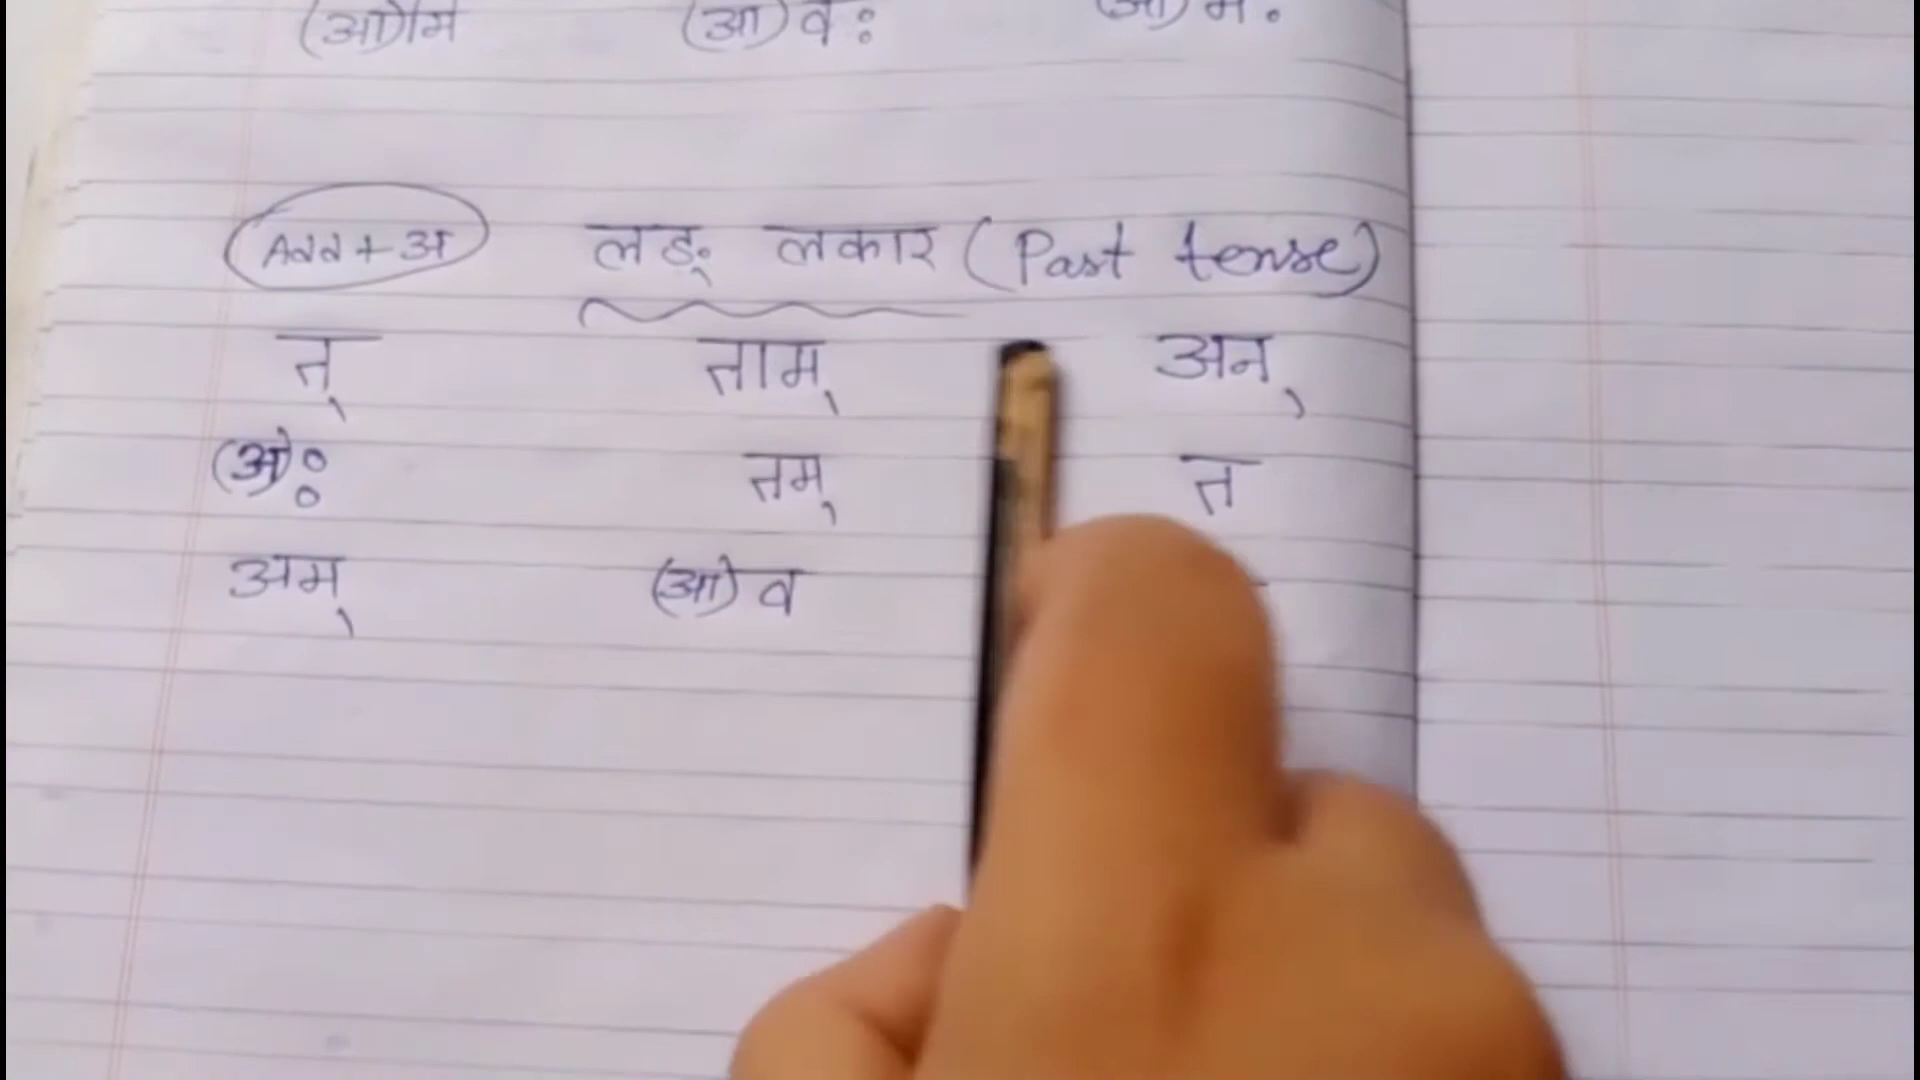 (आ)मि (आ)वः (आ)मः
Add + अ लङ् लकार (Past tense)
त् ताम् अन्
(अ)ः तम् त
अम् (आ)व